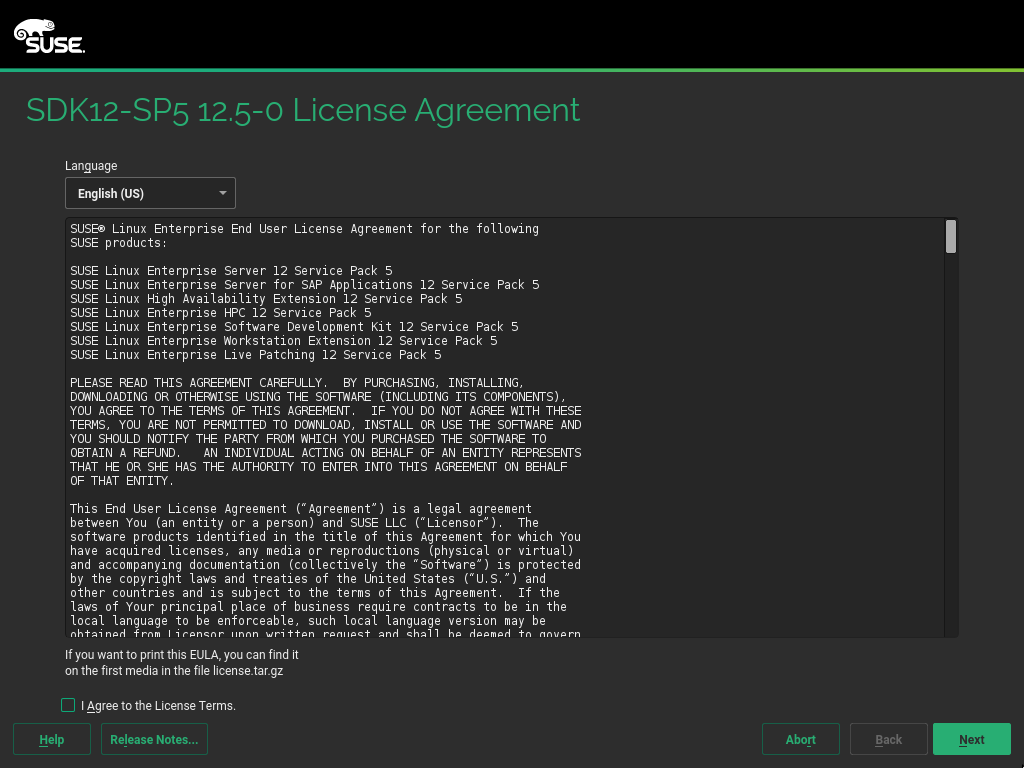 SUSE.
SDK12-SP5 12.5-0 License Agreement
Language
English (US)
SUSE® Linux Enterprise End User License Agreement for the following
SUSE products:
SUSE Linux Enterprise Server 12 Service Pack 5
SUSE Linux Enterprise Server for SAP Applications 12 Service Pack 5
SUSE Linux High Availability Extension 12 Service Pack 5
SUSE Linux Enterprise HPC 12 Service Pack 5
SUSE Linux Enterprise Software Development Kit 12 Service Pack 5
SUSE Linux Enterprise Workstation Extension 12 Service Pack 5
SUSE Linux Enterprise Live Patching 12 Service Pack 5
PLEASE READ THIS AGREEMENT CAREFULLY.  BY PURCHASING, INSTALLING,
DOWNLOADING OR OTHERWISE USING THE SOFTWARE (INCLUDING ITS COMPONENTS),
YOU AGREE TO THE TERMS OF THIS AGREEMENT.  IF YOU DO NOT AGREE WITH THESE
TERMS, YOU ARE NOT PERMITTED TO DOWNLOAD, INSTALL OR USE THE SOFTWARE AND
YOU SHOULD NOTIFY THE PARTY FROM WHICH YOU PURCHASED THE SOFTWARE TO
OBTAIN A REFUND.   AN INDIVIDUAL ACTING ON BEHALF OF AN ENTITY REPRESENTS
THAT HE OR SHE HAS THE AUTHORITY TO ENTER INTO THIS AGREEMENT ON BEHALF
OF THAT ENTITY.
This End User License Agreement (“Agreement”) is a legal agreement
between You (an entity or a person) and SUSE LLC (“Licensor”).  The
software products identified in the title of this Agreement for which You
have acquired licenses, any media or reproductions (physical or virtual)
and accompanying documentation (collectively the “Software”) is protected
by the copyright laws and treaties of the United States (“U.S.”) and
other countries and is subject to the terms of this Agreement.  If the
laws of Your principal place of business require contracts to be in the
local language to be enforceable, such local language version may be
obtained from Licensor upon written request and shall be deemed to govern
If you want to print this EULA, you can find it
on the first media in the file license.tar.gz
I Agree to the License Terms.
Help
Release Notes...
Abort
Back
Next